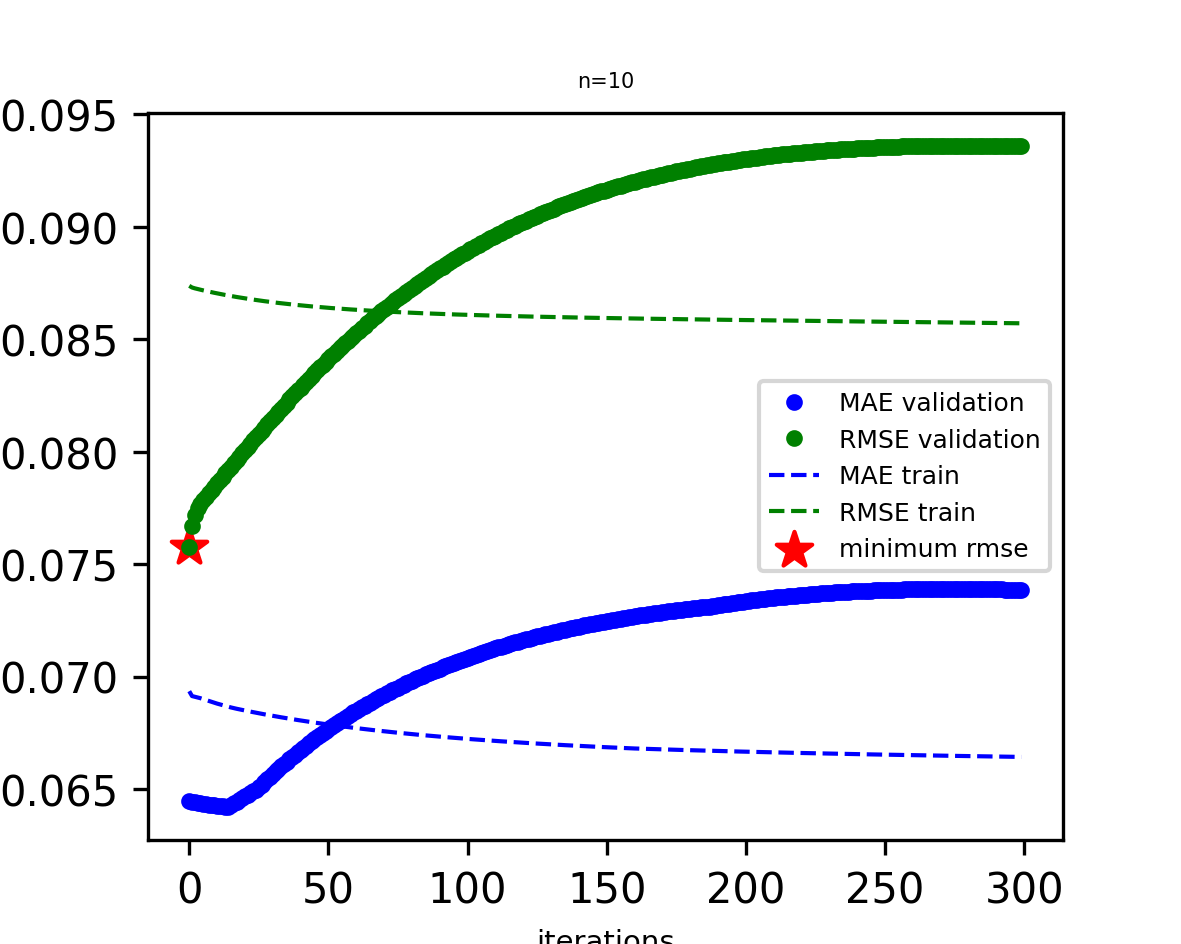 n=10
0.095
0.090
0.085
0.080
0.075
0.070
0.065
MAE validation
RMSE validation
MAE train
RMSE train
minimum rmse
0 50 100 150 200 250 300
iterations